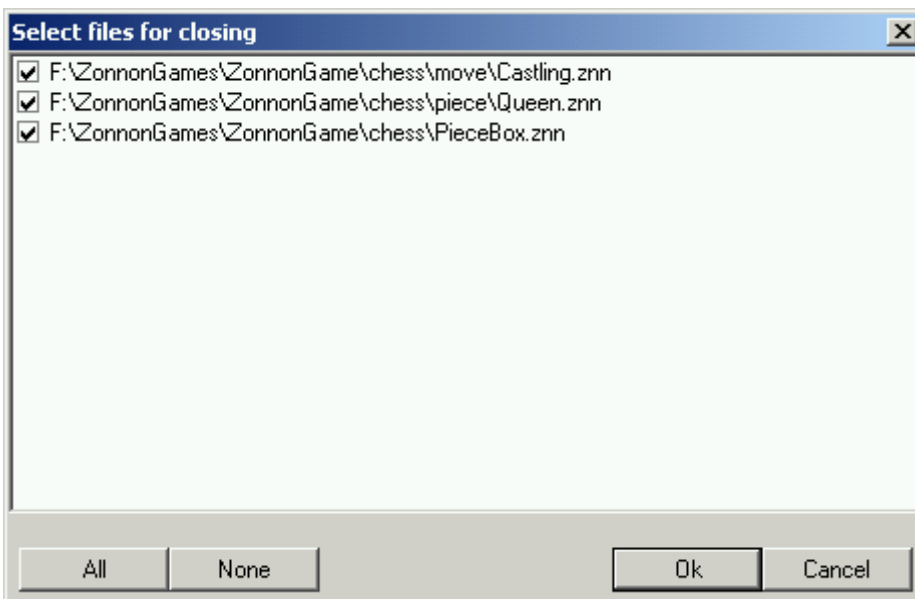 Select files for closing
F:\ZonnonGames\ZonnonGame\chess\move\Castling.znn
F:\ZonnonGames\ZonnonGame\chess\piece\Queen.znn
F:\ZonnonGames\ZonnonGame\chess\PieceBox.znn
All None Ok Cancel